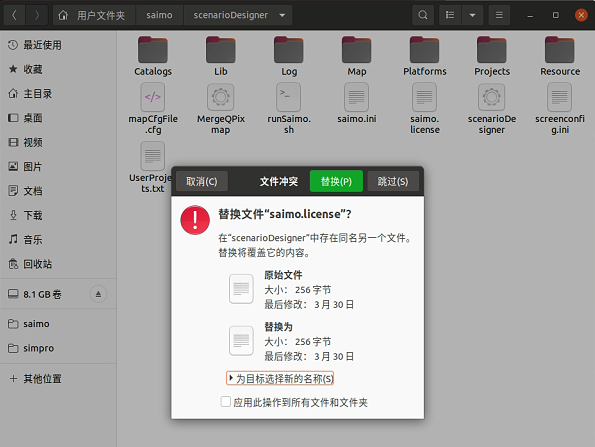 用户文件夹 saimo scenarioDesigner
最近使用
收藏
主目录
桌面
视频
图片
文档
下载
音乐
回收站
8.1 GB 卷
saimo
simpro
其他位置
Catalogs Lib Log Map Platforms Projects Resource
mapCfgFile MergeQPix runSaimo. saimo.ini saimo. scenarioDe screenconfi
.cfg map sh license signer g.ini
UserProje
ts.txt
取消(C) 文件冲突 替换(P) 跳过(S)
替换文件“saimo.license”?
在“scenarioDesigner”中存在同名另一个文件。
替换将覆盖它的内容。
原始文件
大小： 256 字节
最后修改： 3 月 30 日
替换为
大小： 256 字节
最后修改： 3 月 30 日
为目标选择新的名称(S)
应用此操作到所有文件和文件夹